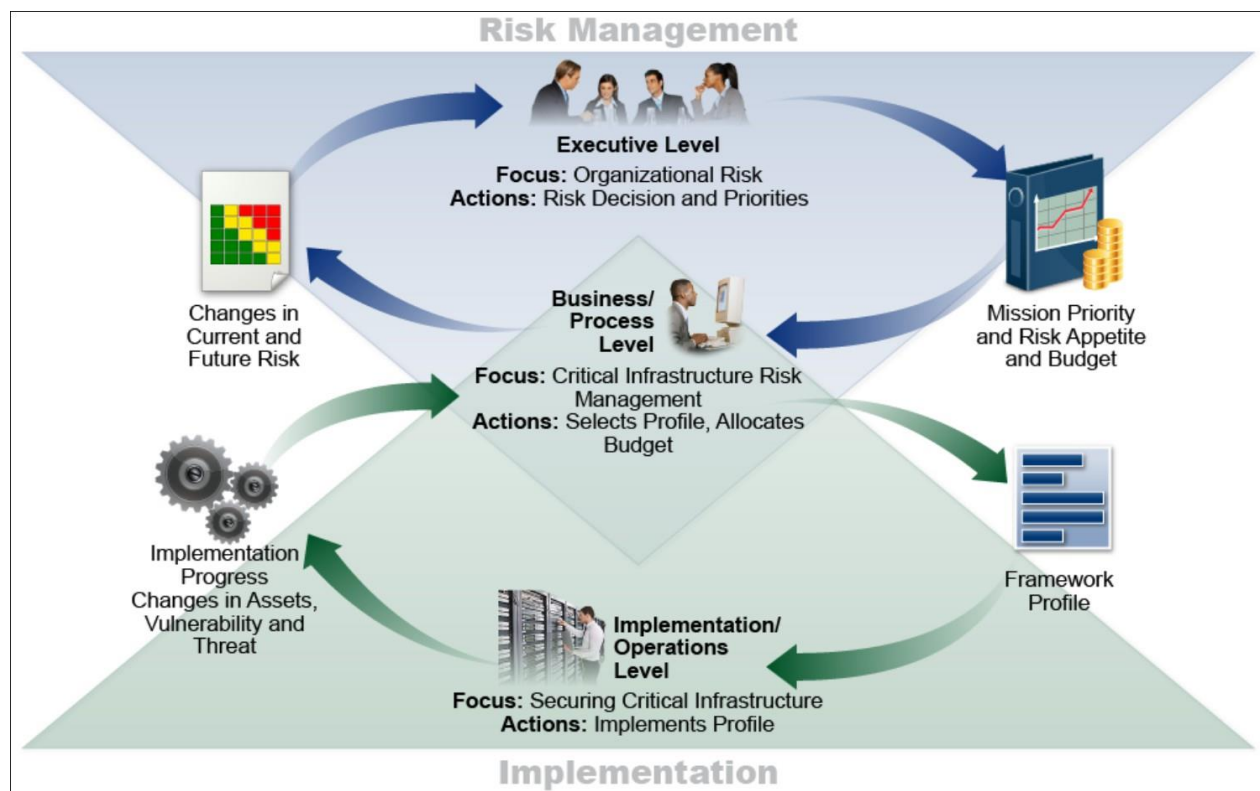 Risk Management
Executive Level
Focus: Organizational Risk
Actions: Risk Decision and Priorities
Changes in
Current and
Future Risk
Mission Priority
and Risk Appetite
and Budget
Business/
Process
Level
Focus: Critical Infrastructure Risk
Management
Actions: Selects Profile, Allocates
Budget
Implementation
Progress
Changes in Assets,
Vulnerability and
Threat
Framework
Profile
Implementation/
Operations
Level
Focus: Securing Critical Infrastructure
Actions: Implements Profile
Implementation